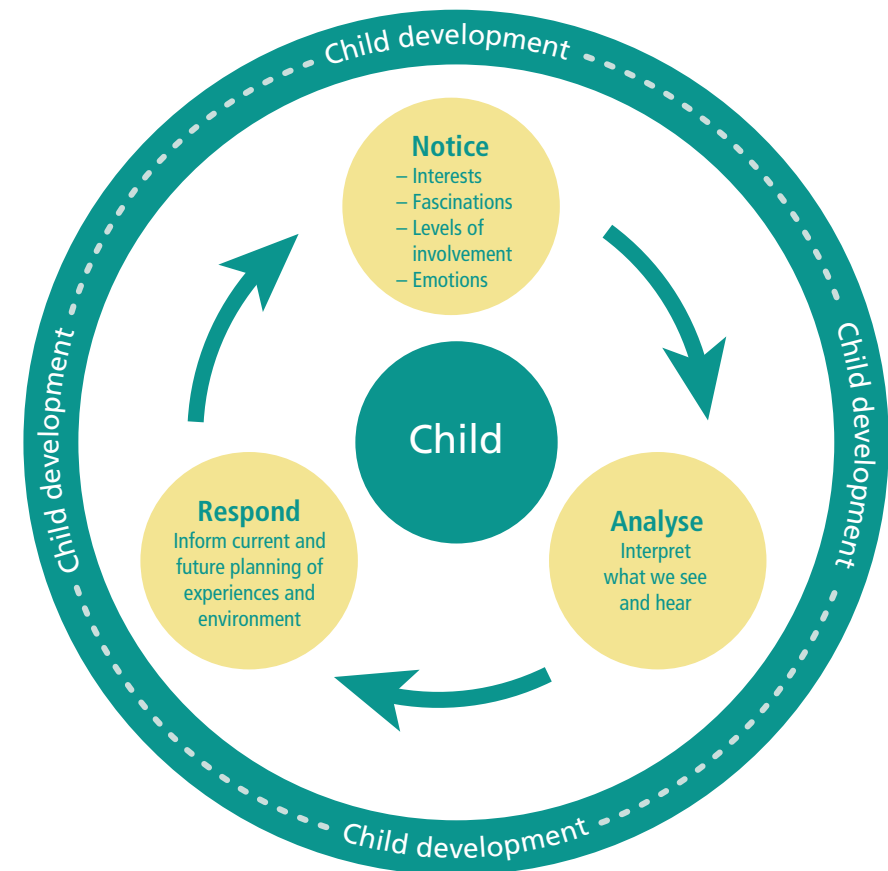 Child development
Notice
– Interests
– Fascinations
– Levels of
involvement
– Emotions
Child development
Child development
Child
Respond
Inform current and
future planning of
experiences and
environment
Analyse
Interpret
what we see
and hear
Child development